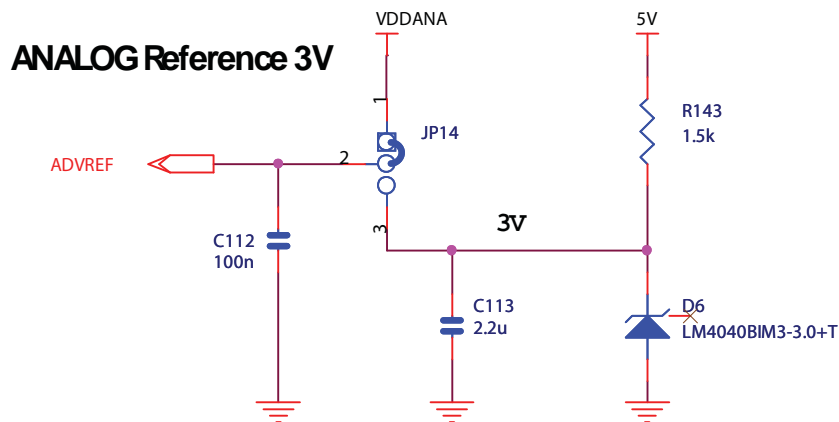 VDDANA
5V
ANALOG Reference 3V
1
R143
1.5k
JP14
2
ADVREF
3
3V
C112
100n
C113
2.2u
D6
LM4040BIM3-3.0+T